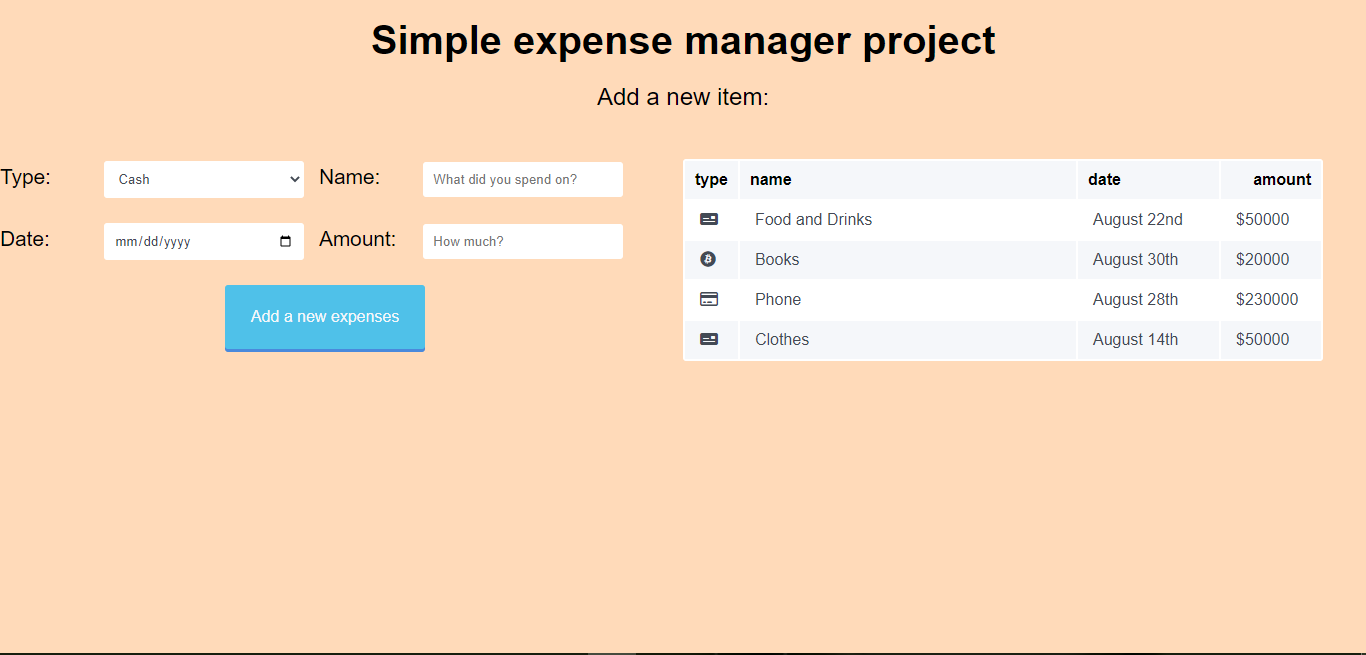 Simple expense manager project
Add a new item:
Type: Cash Name: What did you spend on?
Date: mm/dd/yyyy Amount: How much?
Add a new expenses
type name date amount
Food and Drinks August 22nd $50000
Books August 30th $20000
Phone August 28th $230000
Clothes August 14th $50000